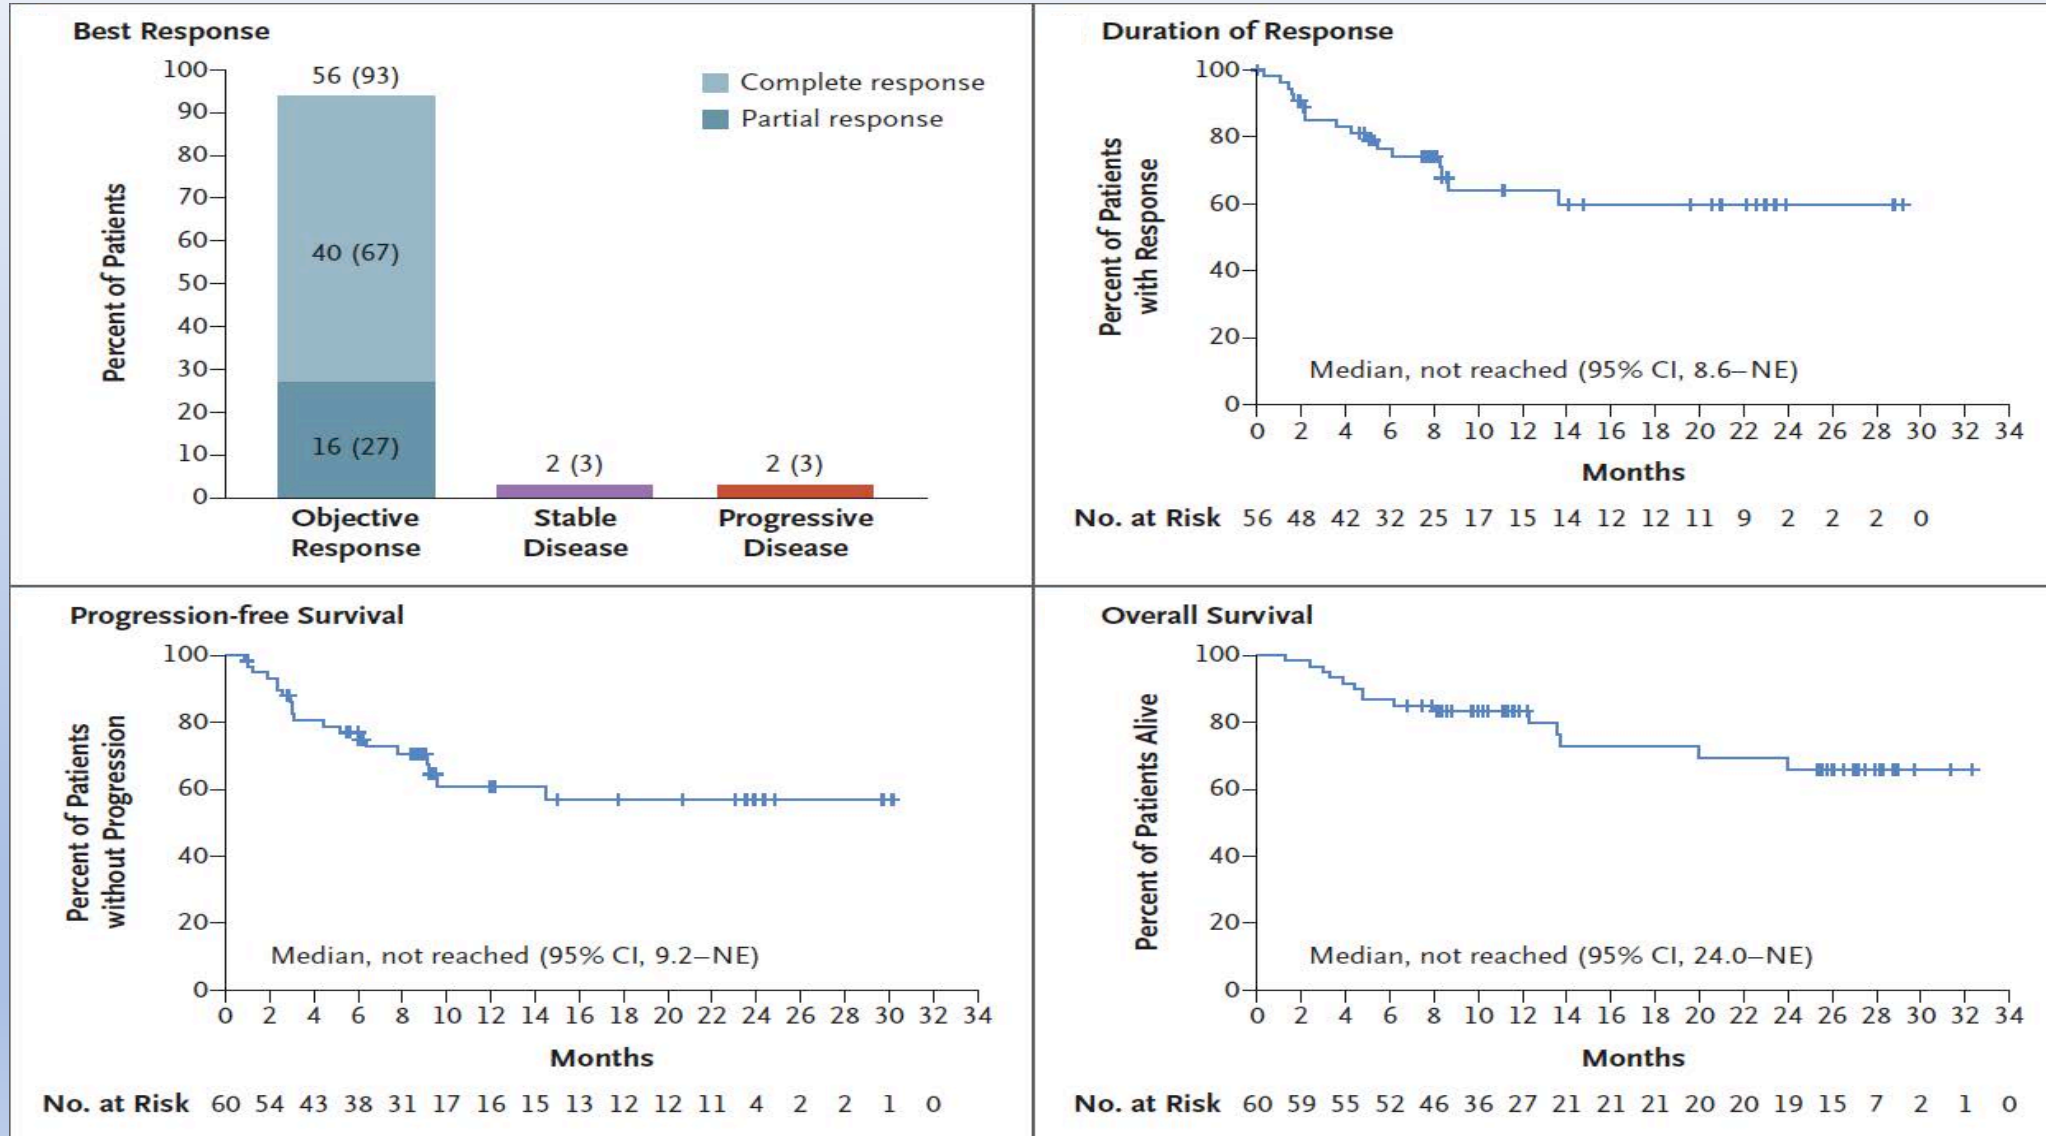 Best Response
100
90
80
70
60
50
40
30
20
10
0
Percent of Patients
56 (93)
40 (67)
16 (27)
2 (3)
2 (3)
Complete response
Partial response
Objective Response
Stable Disease
Progressive Disease
Duration of Response
100
80
60
40
20
0
Percent of Patients
with Response
Median, not reached (95% CI, 8.6–NE)
0 2 4 6 8 10 12 14 16 18 20 22 24 26 28 30 32 34
Months
No. at Risk 56 48 42 32 25 17 15 14 12 12 11 9 2 2 2 0
Progression-free Survival
100
80
60
40
20
0
Percent of Patients
without Progression
Median, not reached (95% CI, 9.2–NE)
0 2 4 6 8 10 12 14 16 18 20 22 24 26 28 30 32 34
Months
No. at Risk 60 54 43 38 31 17 16 15 13 12 12 11 4 2 2 1 0
Overall Survival
100
80
60
40
20
0
Percent of Patients Alive
Median, not reached (95% CI, 24.0–NE)
0 2 4 6 8 10 12 14 16 18 20 22 24 26 28 30 32 34
Months
No. at Risk 60 59 55 52 46 36 27 21 21 21 20 20 19 15 7 2 1 0